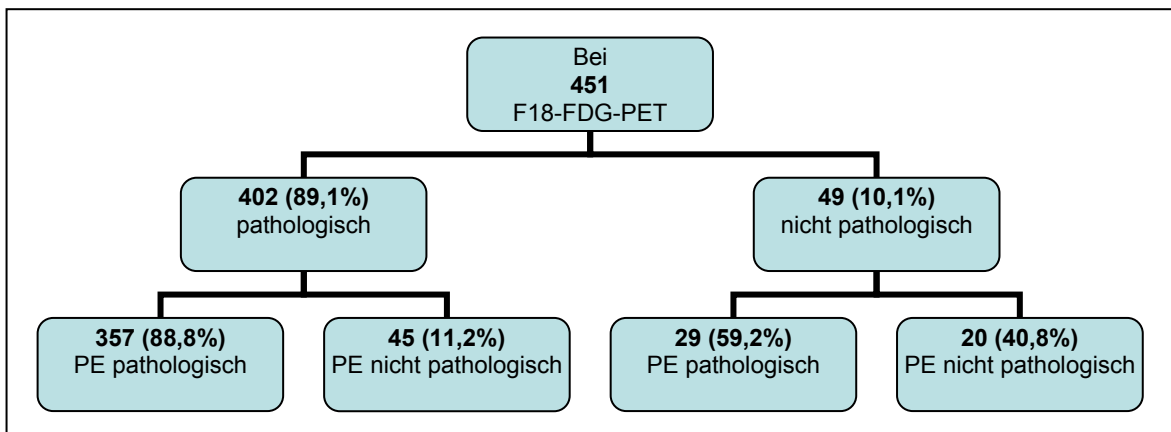 Bei
451
F18-FDG-PET
402 (89,1%)
pathologisch
49 (10,1%)
nicht pathologisch
357 (88,8%)
PE pathologisch
45 (11,2%)
PE nicht pathologisch
29 (59,2%)
PE pathologisch
20 (40,8%)
PE nicht pathologisch